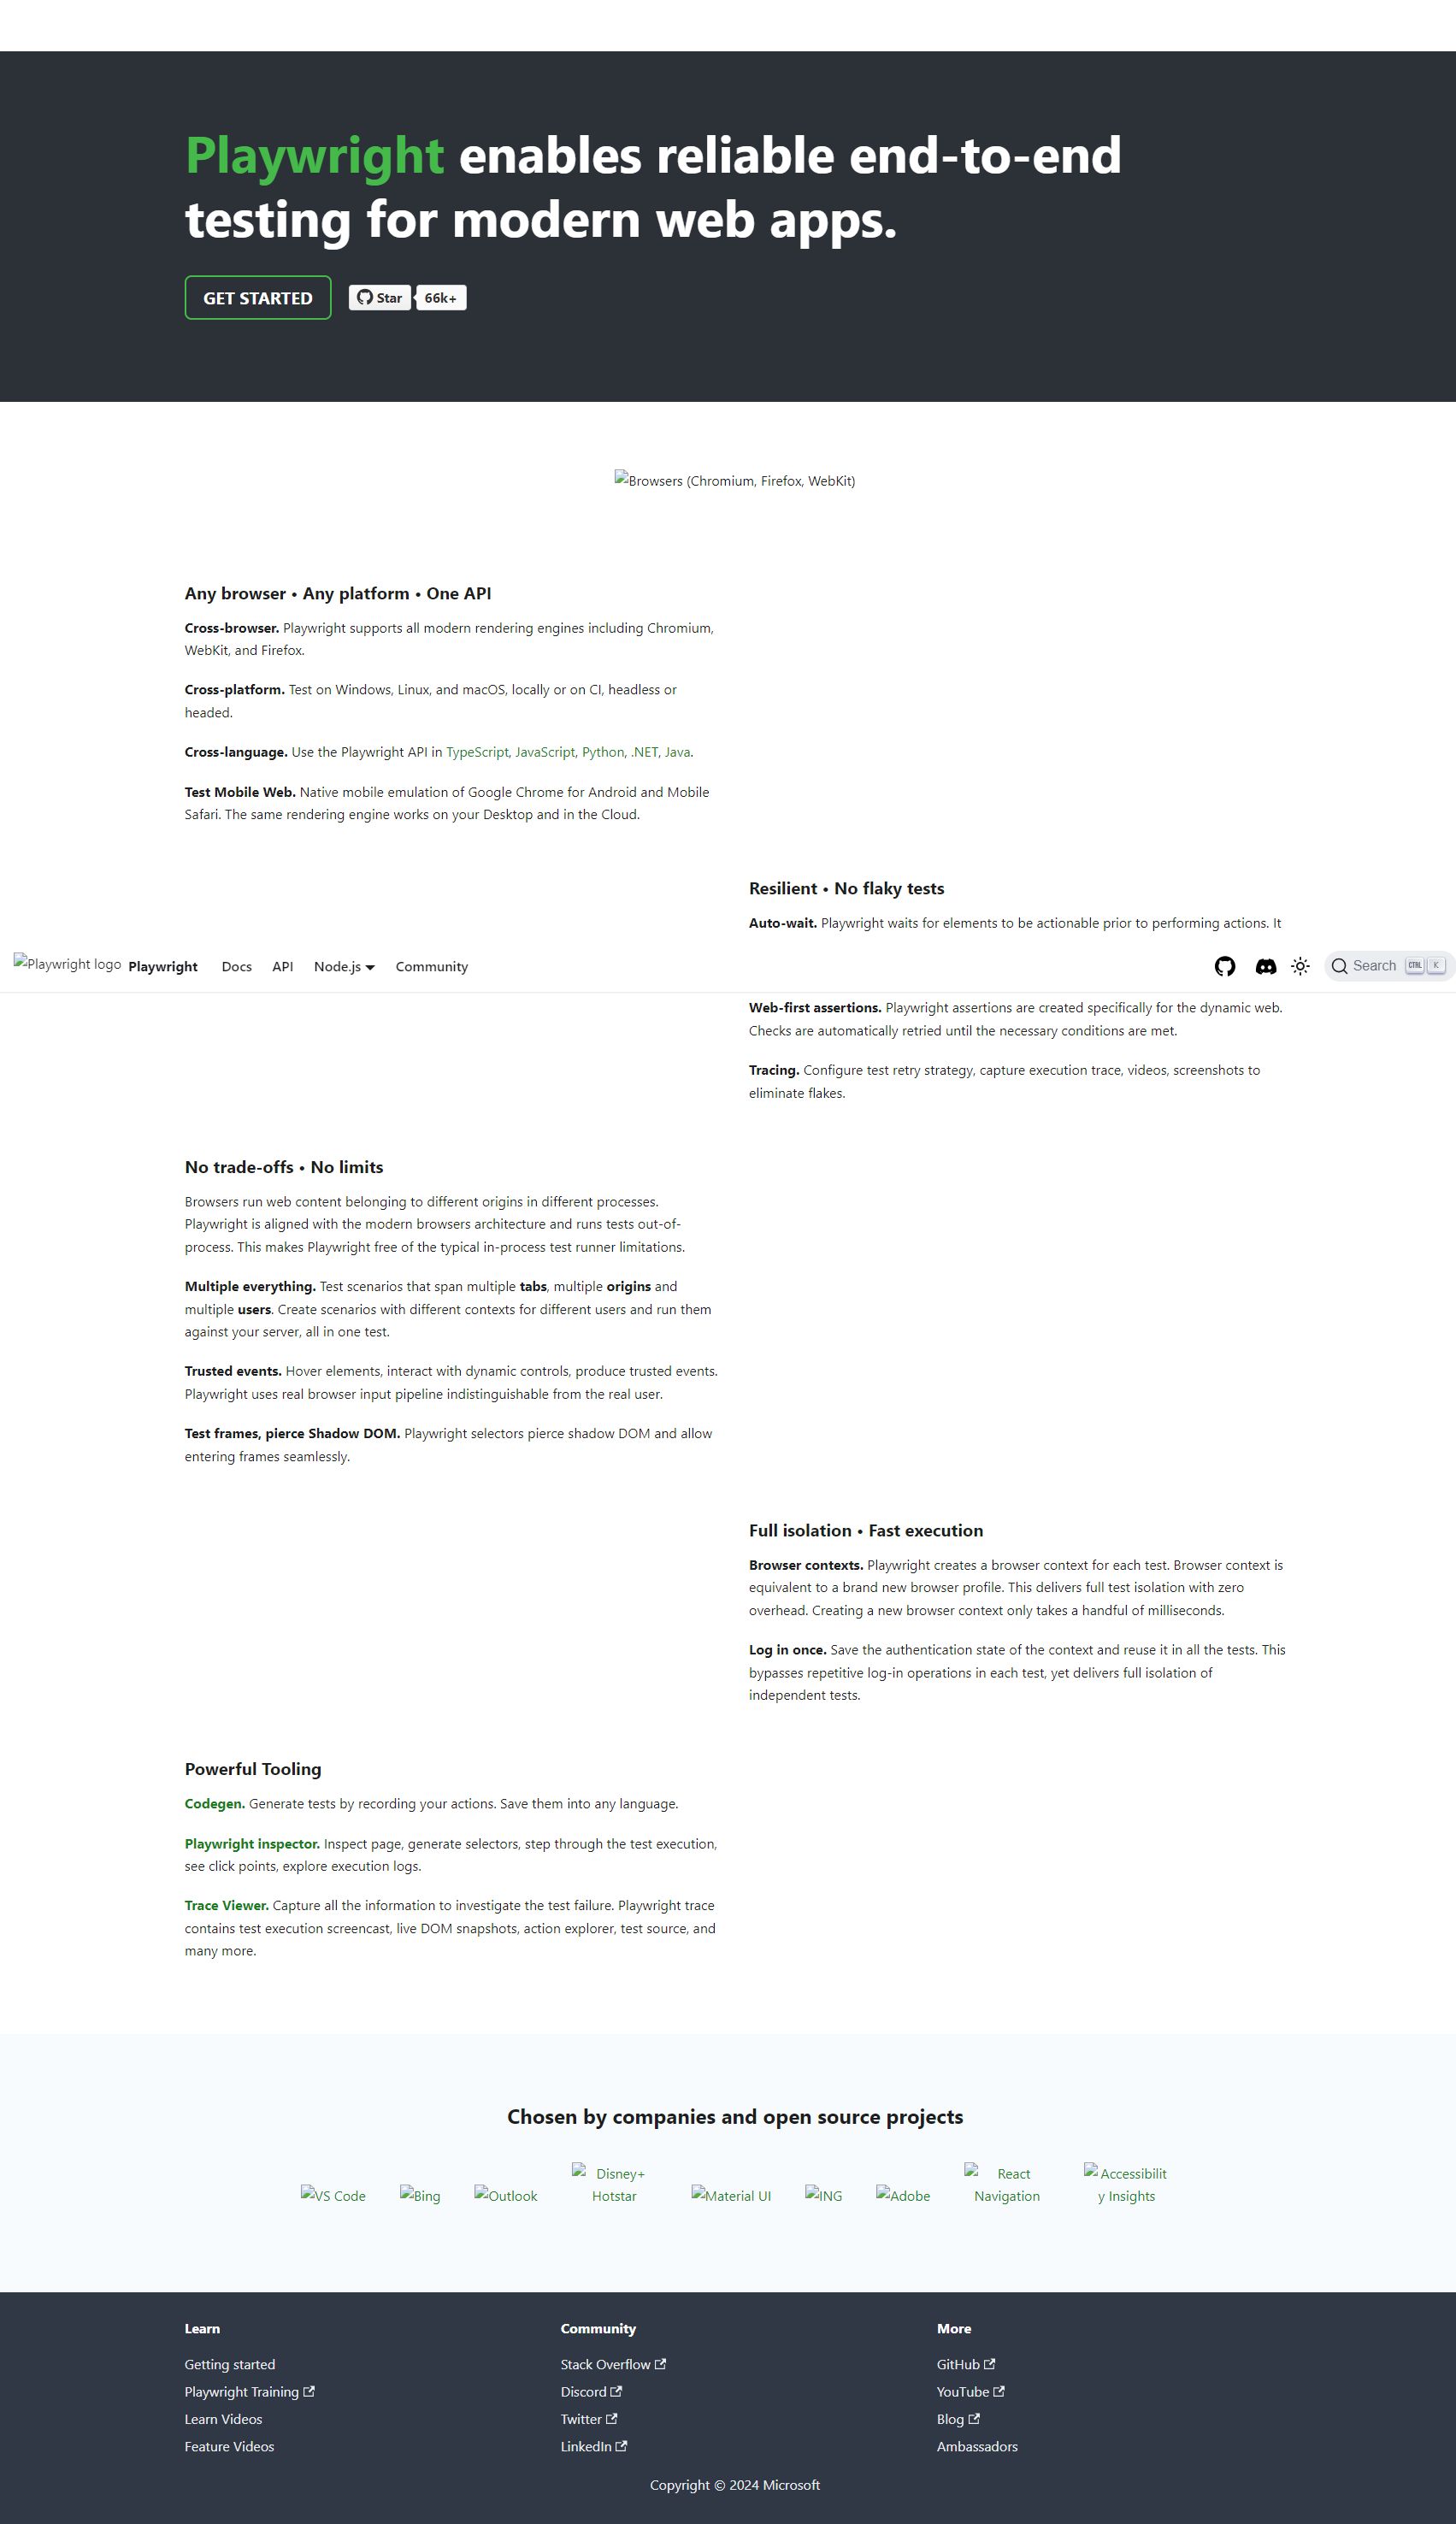 Playwright enables reliable end-to-end
testing for modern web apps.
GET STARTED
Star
66k+
Browsers (Chromium, Firefox, WebKit)
Any browser • Any platform • One API
Cross-browser. Playwright supports all modern rendering engines including Chromium,
WebKit, and Firefox.
Cross-platform. Test on Windows, Linux, and macOS, locally or on CI, headless or
headed.
Cross-language. Use the Playwright API in TypeScript, JavaScript, Python, .NET, Java.
Test Mobile Web. Native mobile emulation of Google Chrome for Android and Mobile
Safari. The same rendering engine works on your Desktop and in the Cloud.
Resilient • No flaky tests
Auto-wait. Playwright waits for elements to be actionable prior to performing actions. It
Playwright logo Playwright Docs API Node.js Community Search CTRL K
Web-first assertions. Playwright assertions are created specifically for the dynamic web.
Checks are automatically retried until the necessary conditions are met.
Tracing. Configure test retry strategy, capture execution trace, videos, screenshots to
eliminate flakes.
No trade-offs • No limits
Browsers run web content belonging to different origins in different processes.
Playwright is aligned with the modern browsers architecture and runs tests out-of-
process. This makes Playwright free of the typical in-process test runner limitations.
Multiple everything. Test scenarios that span multiple tabs, multiple origins and
multiple users. Create scenarios with different contexts for different users and run them
against your server, all in one test.
Trusted events. Hover elements, interact with dynamic controls, produce trusted events.
Playwright uses real browser input pipeline indistinguishable from the real user.
Test frames, pierce Shadow DOM. Playwright selectors pierce shadow DOM and allow
entering frames seamlessly.
Full isolation • Fast execution
Browser contexts. Playwright creates a browser context for each test. Browser context is
equivalent to a brand new browser profile. This delivers full test isolation with zero
overhead. Creating a new browser context only takes a handful of milliseconds.
Log in once. Save the authentication state of the context and reuse it in all the tests. This
bypasses repetitive log-in operations in each test, yet delivers full isolation of
independent tests.
Powerful Tooling
Codegen. Generate tests by recording your actions. Save them into any language.
Playwright inspector. Inspect page, generate selectors, step through the test execution,
see click points, explore execution logs.
Trace Viewer. Capture all the information to investigate the test failure. Playwright trace
contains test execution screencast, live DOM snapshots, action explorer, test source, and
many more.
Chosen by companies and open source projects
VS Code
Bing
Outlook
Disney+
Hotstar
Material UI
ING
Adobe
React
Navigation
Accessibilit
y Insights
Learn
Getting started
Playwright Training
Learn Videos
Feature Videos
Community
Stack Overflow
Discord
Twitter
LinkedIn
More
GitHub
YouTube
Blog
Ambassadors
Copyright © 2024 Microsoft